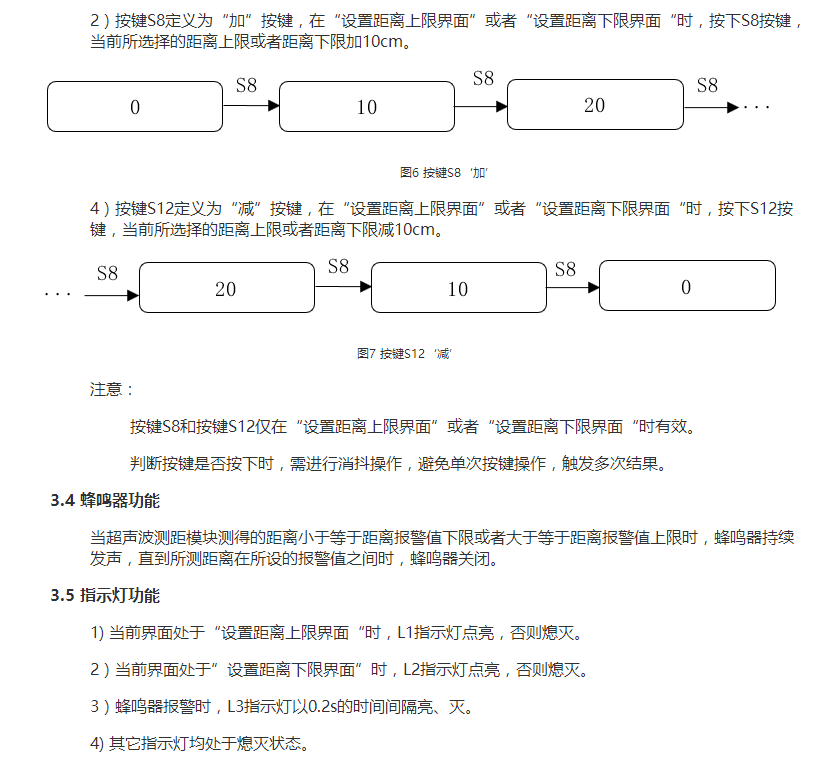 2）按键S8定义为“加”按键，在“设置距离上限界面”或者“设置距离下限界面“时，按下S8按键，
当前所选择的距离上限或者距离下限加10cm。
0 S8 10 S8 20 S8 ···
图6 按键S8‘加’
4）按键S12定义为“减”按键，在“设置距离上限界面”或者“设置距离下限界面“时，按下S12按
键，当前所选择的距离上限或者距离下限减10cm。
··· S8 20 S8 10 S8 0
图7 按键S12‘减’
注意：
按键S8和按键S12仅在“设置距离上限界面”或者“设置距离下限界面“时有效。
判断按键是否按下时，需进行消抖操作，避免单次按键操作，触发多次结果。
3.4 蜂鸣器功能
当超声波测距模块测得的距离小于等于距离报警值下限或者大于等于距离报警值上限时，蜂鸣器持续
发声，直到所测距离在所设的报警值之间时，蜂鸣器关闭。
3.5 指示灯功能
1) 当前界面处于“设置距离上限界面“时，L1指示灯点亮，否则熄灭。
2）当前界面处于”设置距离下限界面”时，L2指示灯点亮，否则熄灭。
3）蜂鸣器报警时，L3指示灯以0.2s的时间间隔亮、灭。
4) 其它指示灯均处于熄灭状态。